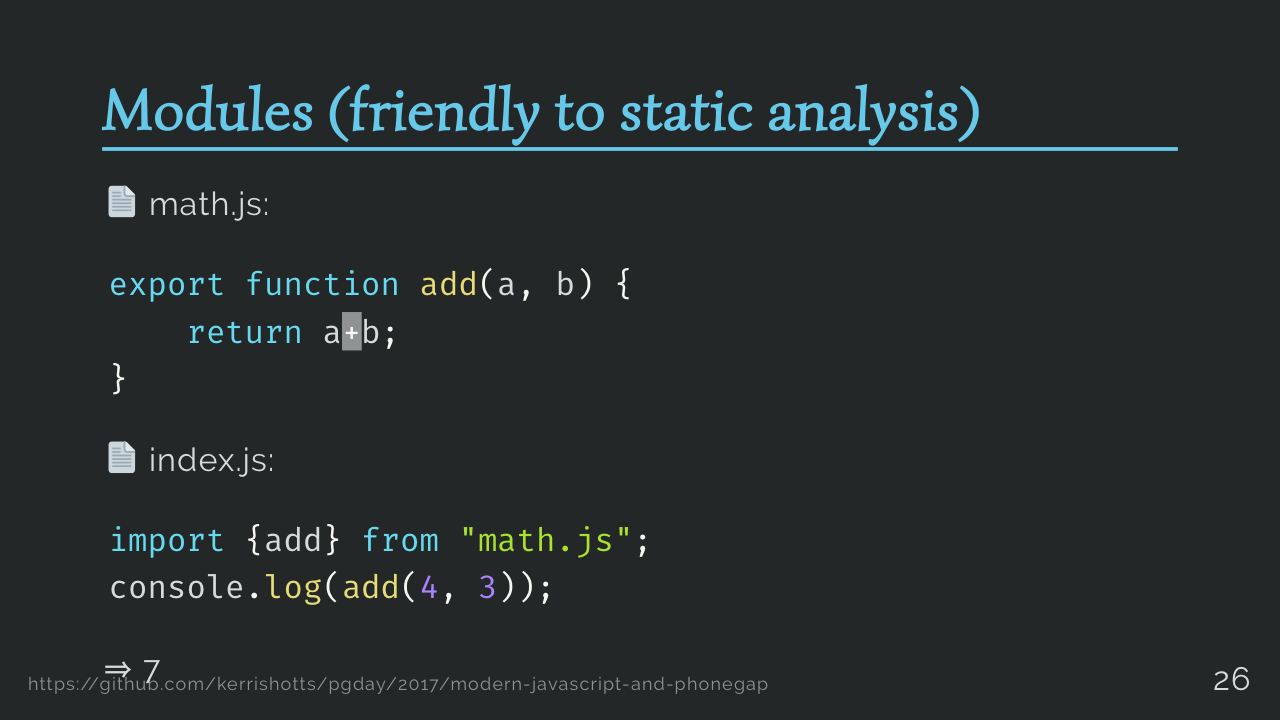 Modules (friendly to static analysis)
math.js:
export function add(a, b) {
    return a+b;
}
index.js:
import {add} from "math.js";
console.log(add(4, 3));
⇒ 7
https://github.com/kerrishotts/pgday/2017/modern-javascript-and-phonegap
26